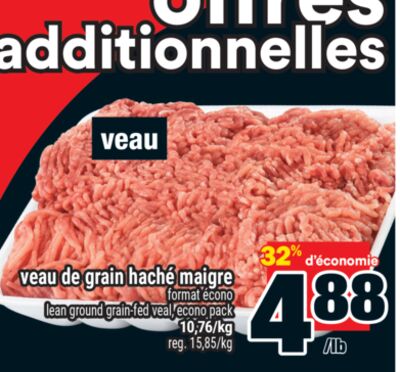 offres
additionnelles
veau
32% d'économie
veau de grain haché maigre
format écono
lean ground grain-fed veal, econo pack
10,76/kg
reg. 15,85/kg
4.88
/lb